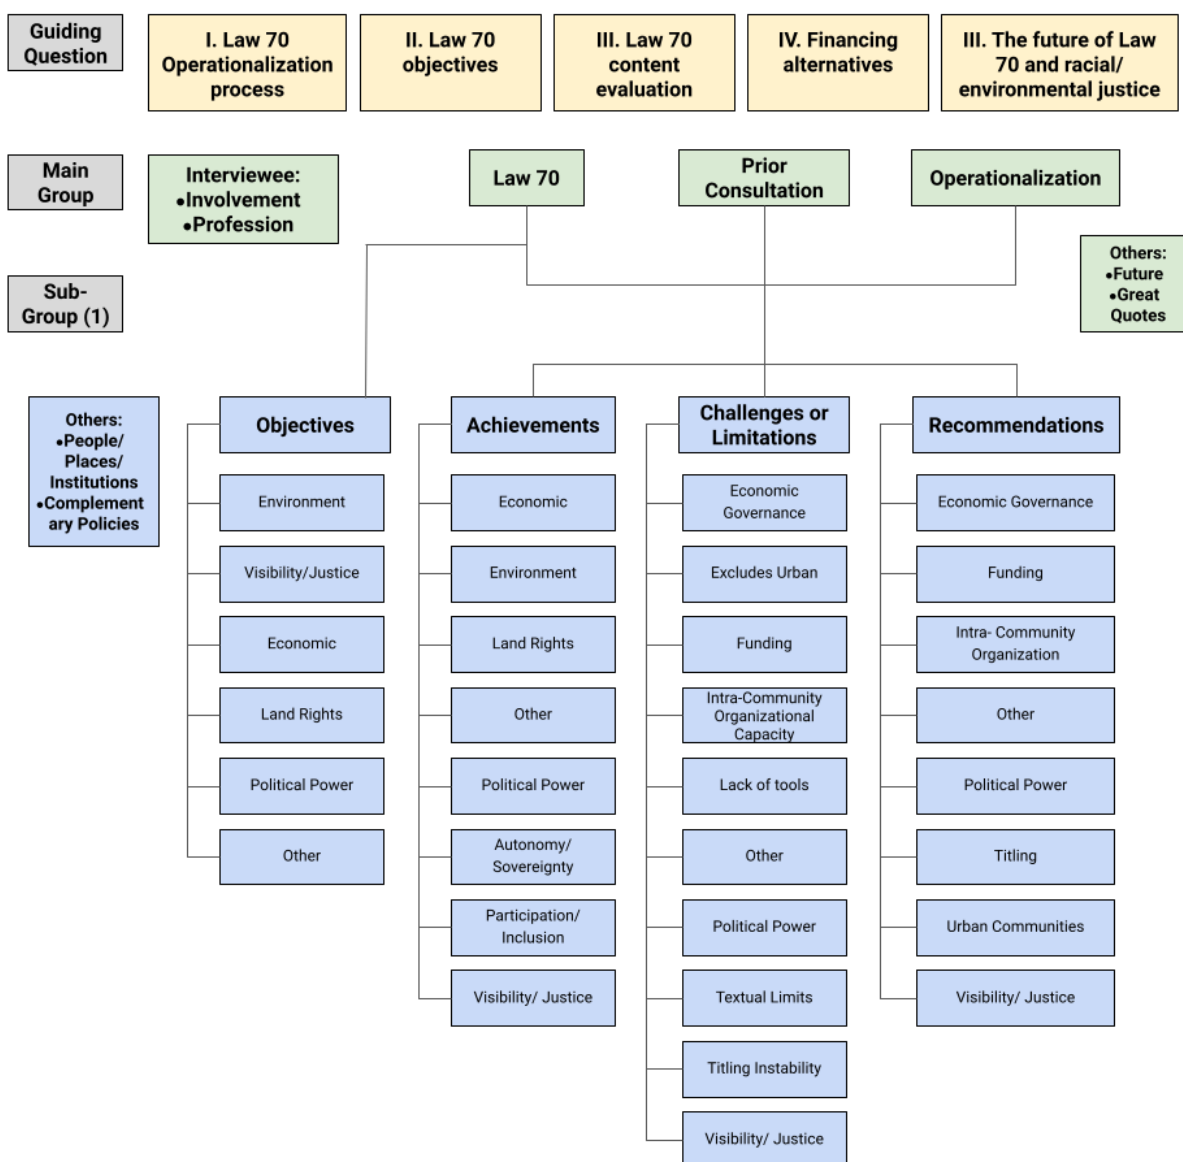 Guiding
Question
I. Law 70
Operationalization
process
II. Law 70
objectives
III. Law 70
content
evaluation
IV. Financing
alternatives
III. The future of Law
70 and racial/
environmental justice
Main
Group
Interviewee:
●Involvement
●Profession
Law 70
Prior
Consultation
Operationalization
Others:
●Future
●Great
Quotes
Sub-
Group (1)
Others:
●People/
Places/
Institutions
●Complement
ary Policies
Objectives
Environment
Visibility/Justice
Economic
Land Rights
Political Power
Other
Achievements
Economic
Environment
Land Rights
Other
Political Power
Autonomy/
Sovereignty
Participation/
Inclusion
Visibility/ Justice
Challenges or
Limitations
Economic
Governance
Excludes Urban
Funding
Intra-Community
Organizational
Capacity
Lack of tools
Other
Political Power
Textual Limits
Titling Instability
Visibility/ Justice
Recommendations
Economic Governance
Funding
Intra- Community
Organization
Other
Political Power
Titling
Urban Communities
Visibility/ Justice